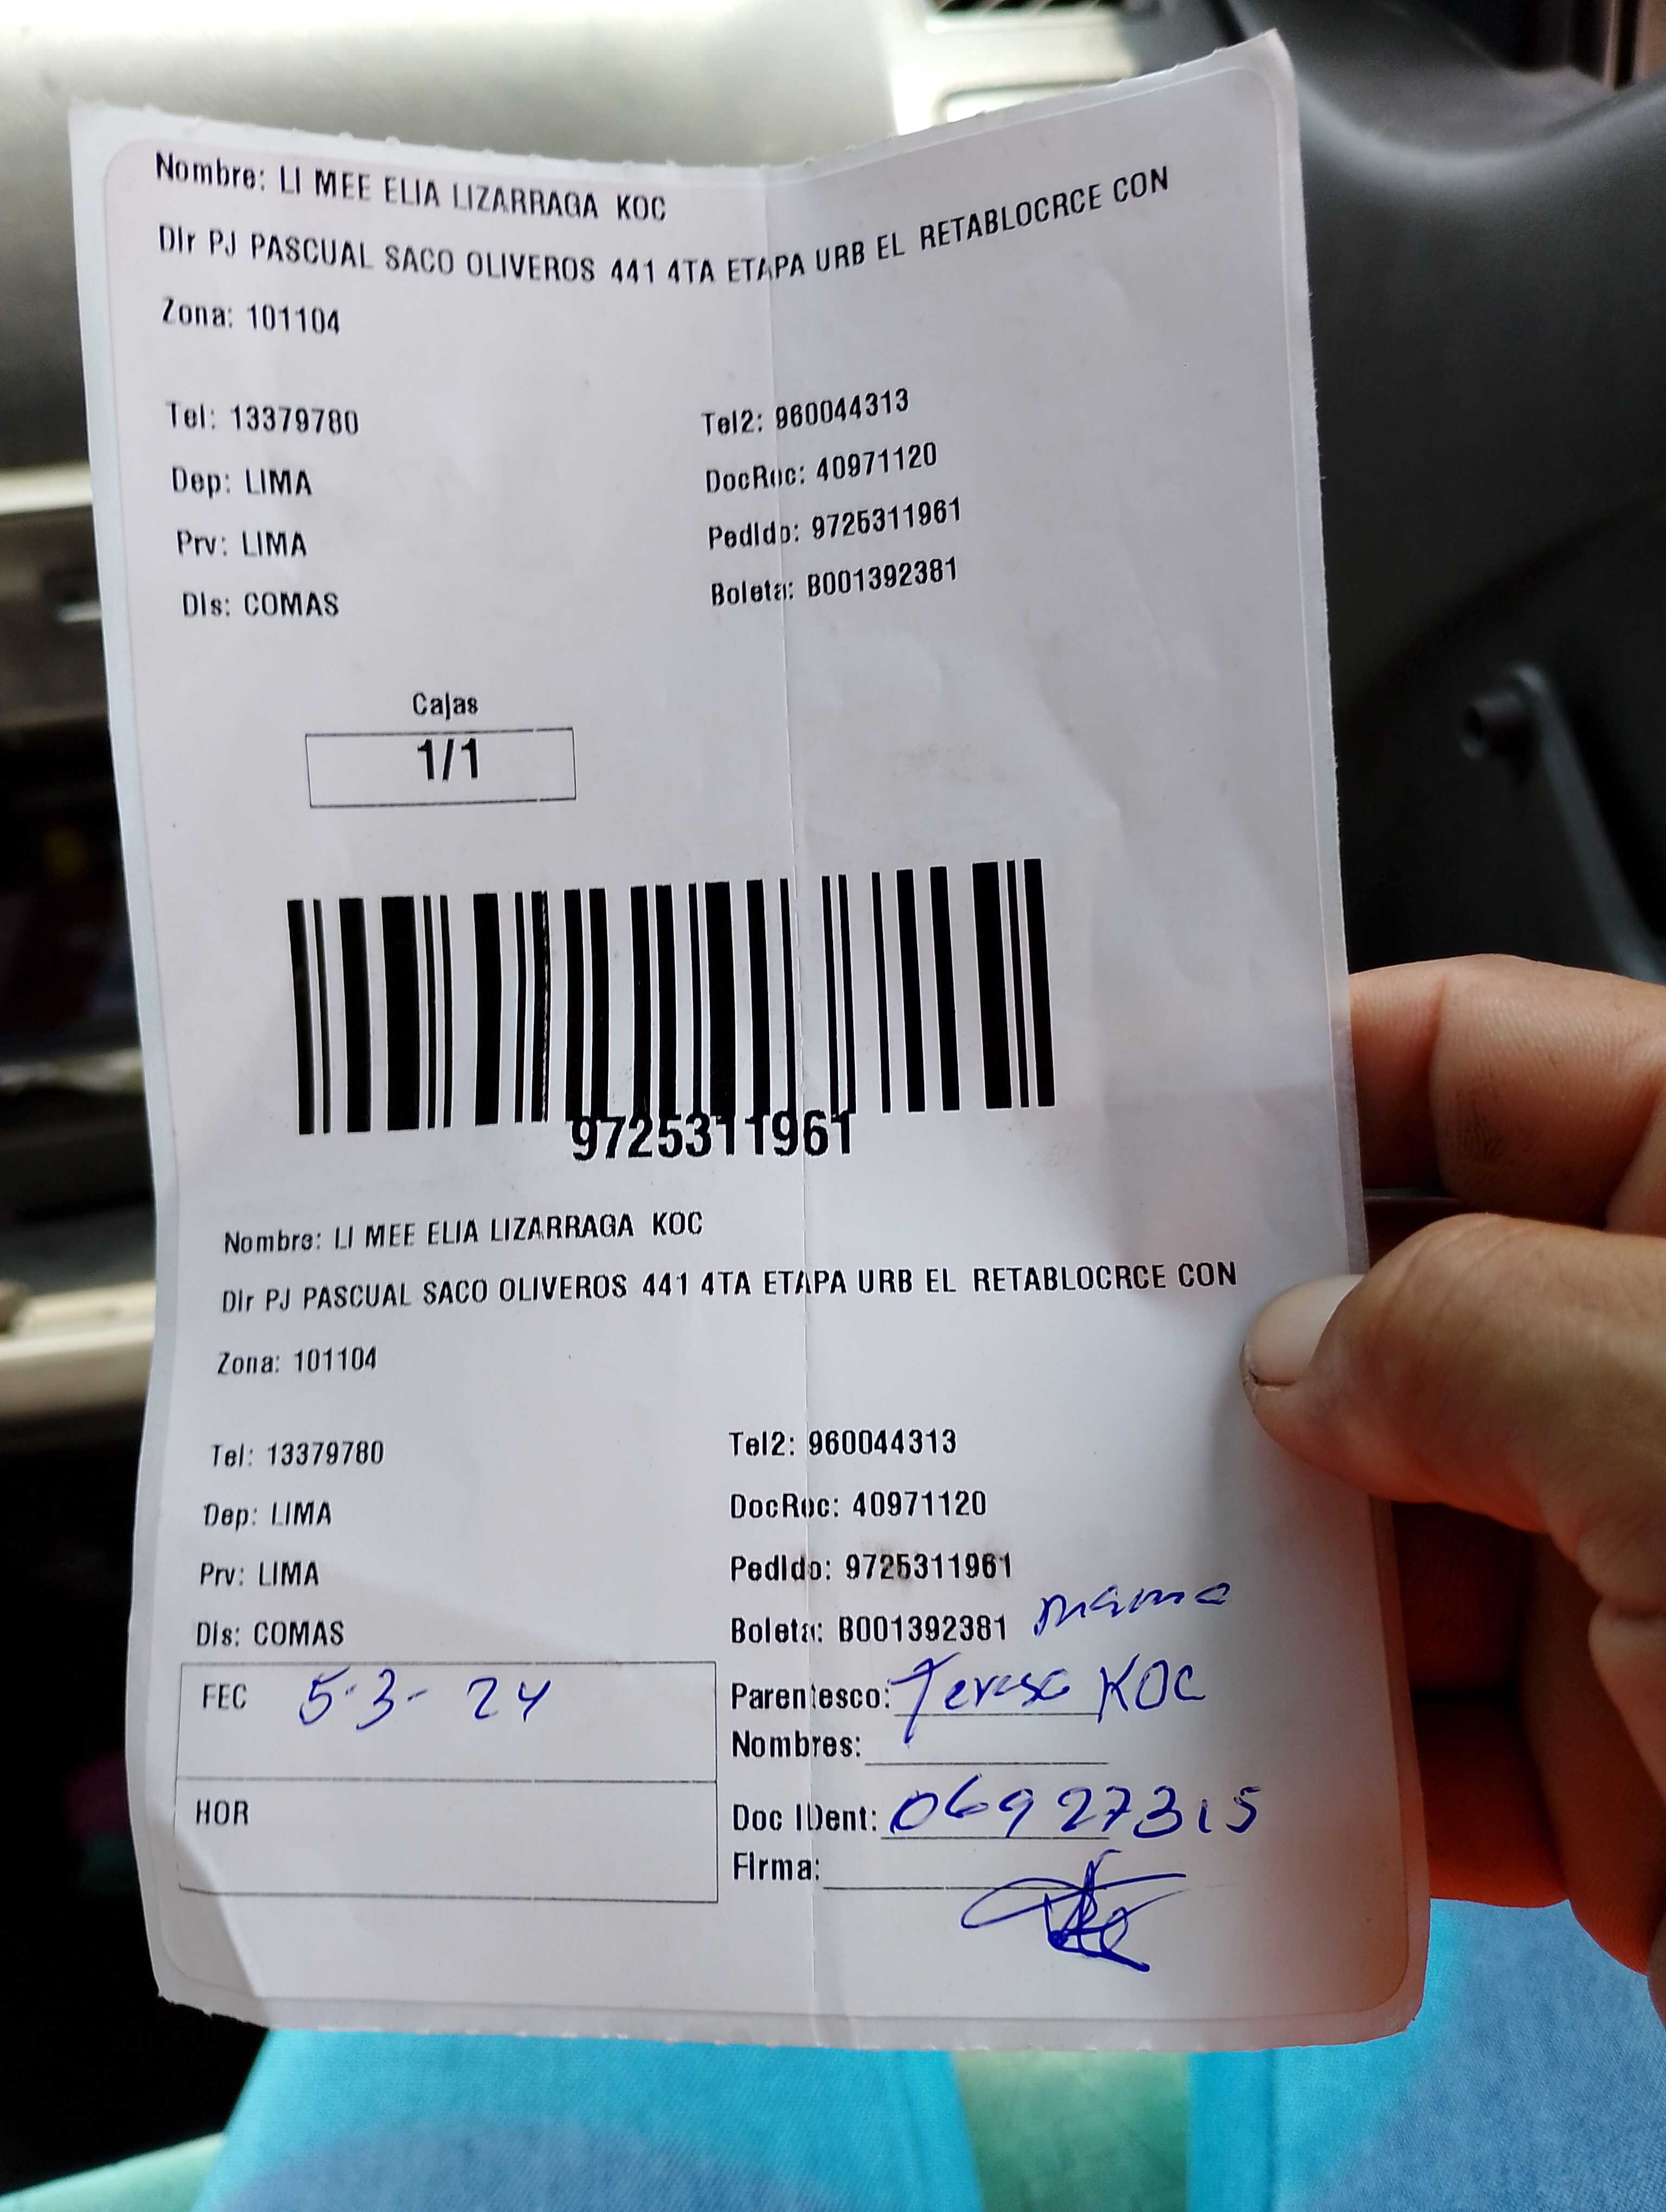 Nombre: LI MEE ELIA LIZARRAGA KOC
Dir PJ PASCUAL SACO OLIVEROS 441 4TA ETAPA URB EL RETABLOCRCE CON
Zona: 101104
Tel: 13379780 Tel2: 960044313
Dep: LIMA DocRec: 40971120
Prv: LIMA Pedido: 9725311961
Dis: COMAS Boleta: B001392381
Cajas
1/1
9725311961
Nombre: LI MEE ELIA LIZARRAGA KOC
Dir PJ PASCUAL SACO OLIVEROS 441 4TA ETAPA URB EL RETABLOCRCE CON
Zona: 101104
Tel: 13379780 Tel2: 960044313
Dep: LIMA DocRec: 40971120
Prv: LIMA Pedido: 9725311961
Dis: COMAS Boleta: B001392381 mama
FEC 5-3-24 Parentesco: Teresa KOC
Nombres:
HOR Doc IDent: 06927315
Firma: